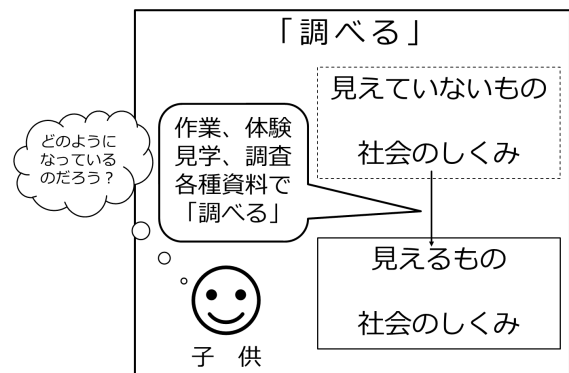 「調べる」
見えていないもの
社会のしくみ
どのように
なっている
のだろう？
作業、体験
見学、調査
各種資料で
「調べる」
見えるもの
社会のしくみ
子 供